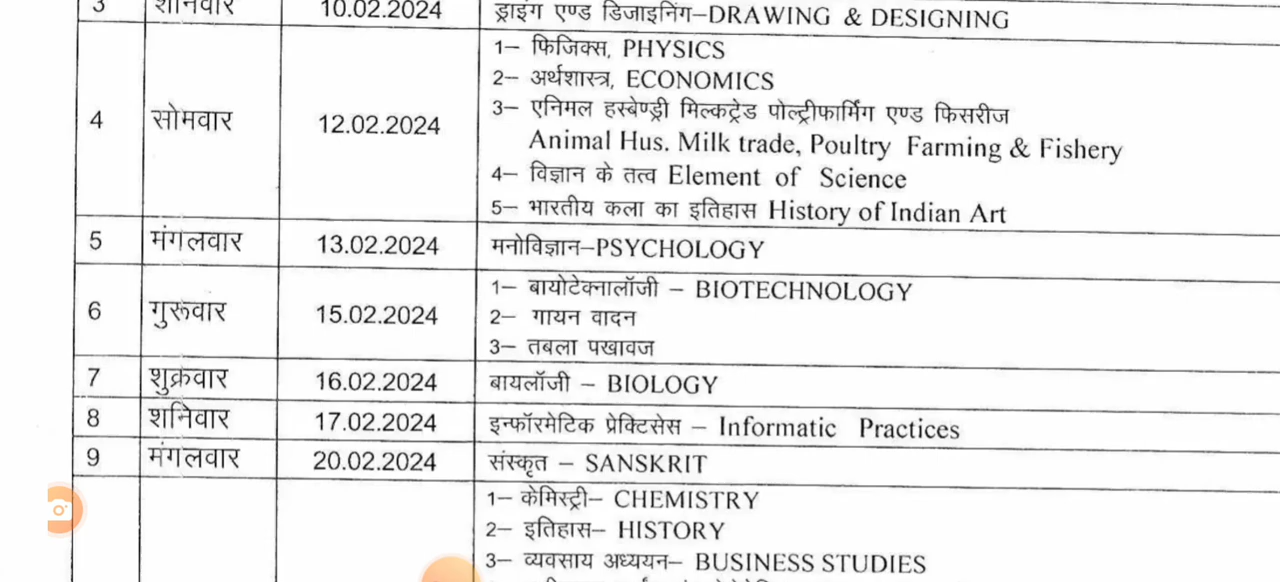 3 शनिवार 10.02.2024 ड्राइंग एण्ड डिजाइनिंग–DRAWING & DESIGNING
4 सोमवार 12.02.2024 1– फिजिक्स, PHYSICS
2– अर्थशास्त्र, ECONOMICS
3– एनिमल हस्बेण्ड्री मिल्कट्रेड पोल्ट्रीफार्मिंग एण्ड फिसरीज
Animal Hus. Milk trade, Poultry Farming & Fishery
4– विज्ञान के तत्व Element of Science
5– भारतीय कला का इतिहास History of Indian Art
5 मंगलवार 13.02.2024 मनोविज्ञान–PSYCHOLOGY
6 गुरूवार 15.02.2024 1– बायोटेक्नालॉजी – BIOTECHNOLOGY
2– गायन वादन
3– तबला पखावज
7 शुक्रवार 16.02.2024 बायलॉजी – BIOLOGY
8 शनिवार 17.02.2024 इन्फॉरमेटिक प्रेक्टिसेस – Informatic Practices
9 मंगलवार 20.02.2024 संस्कृत – SANSKRIT
1– केमिस्ट्री– CHEMISTRY
2– इतिहास– HISTORY
3– व्यवसाय अध्ययन– BUSINESS STUDIES